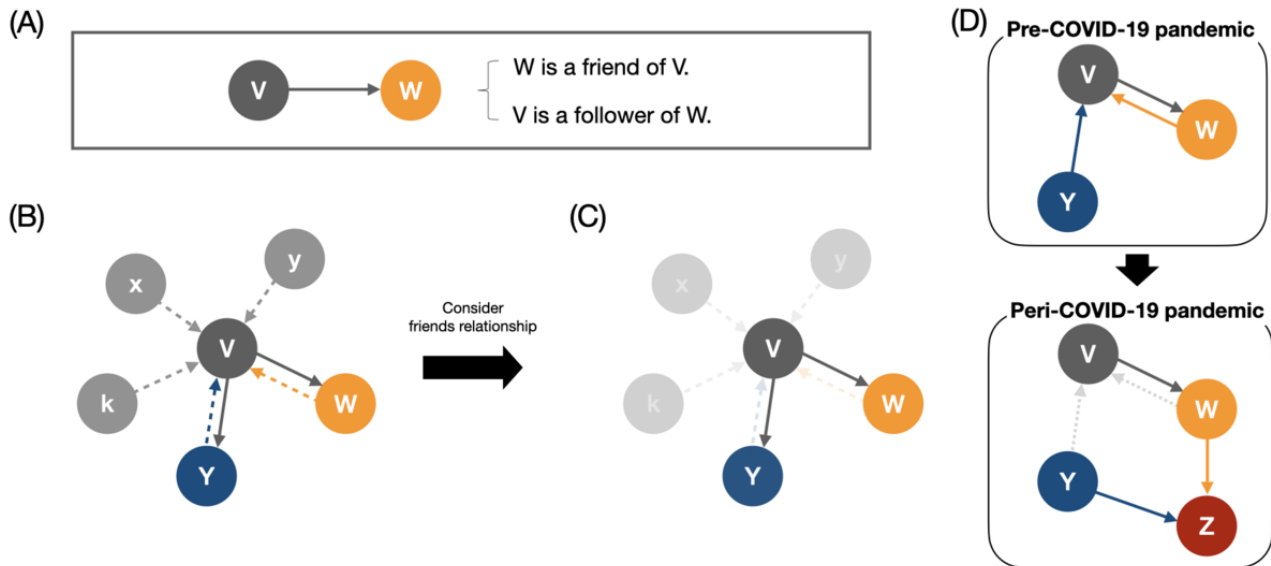 (A)
V
W
W is a friend of V.
V is a follower of W.
(B)
x
y
V
k
W
Y
Consider
friends relationship
(C)
x
y
V
k
W
Y
(D)
Pre-COVID-19 pandemic
V
W
Y
Peri-COVID-19 pandemic
V
W
Y
Z